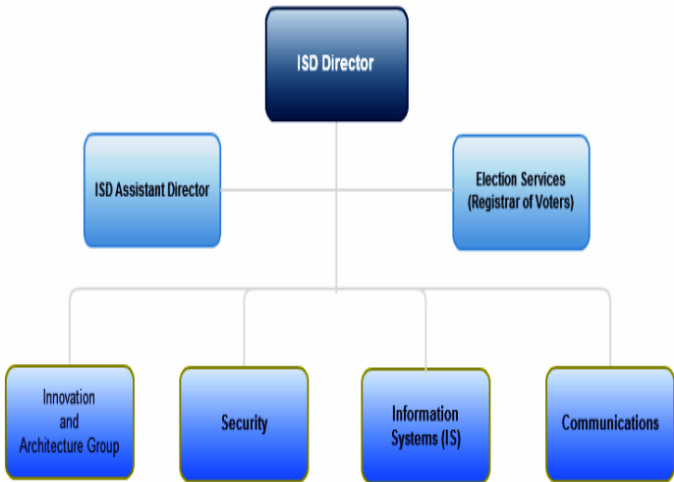 ISD Director
ISD Assistant Director
Election Services
(Registrar of Voters)
Innovation
and
Architecture Group
Security
Information
Systems (IS)
Communications